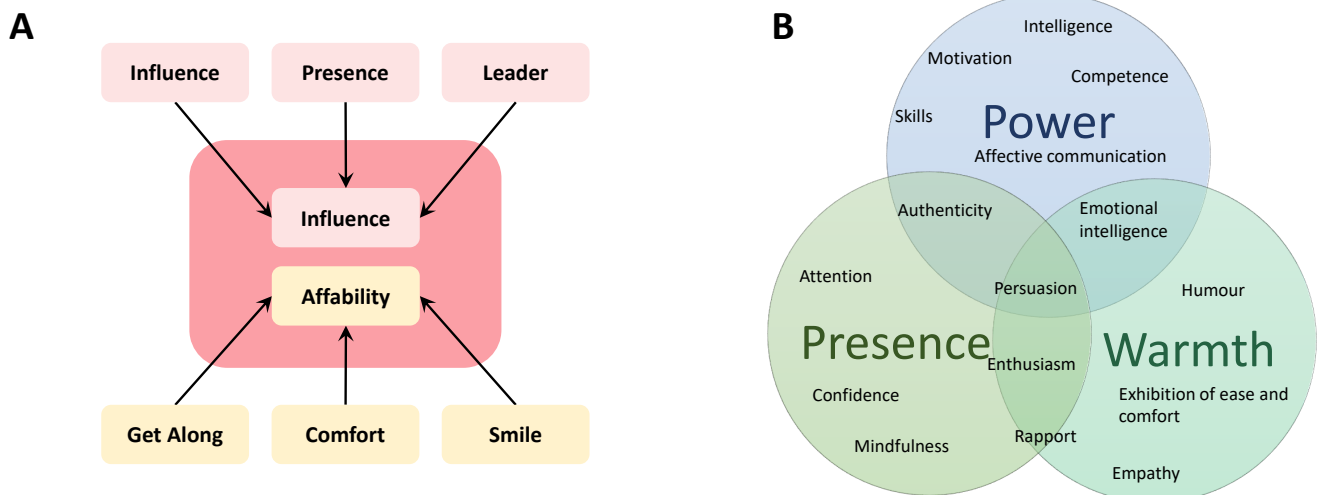 A
Influence
Presence
Leader
Influence
Affability
Get Along
Comfort
Smile
B
Intelligence
Motivation
Competence
Skills
Power
Affective communication
Authenticity
Emotional
intelligence
Attention
Persuasion
Humour
Presence
Warmth
Enthusiasm
Confidence
Exhibition of ease and
comfort
Mindfulness
Rapport
Empathy